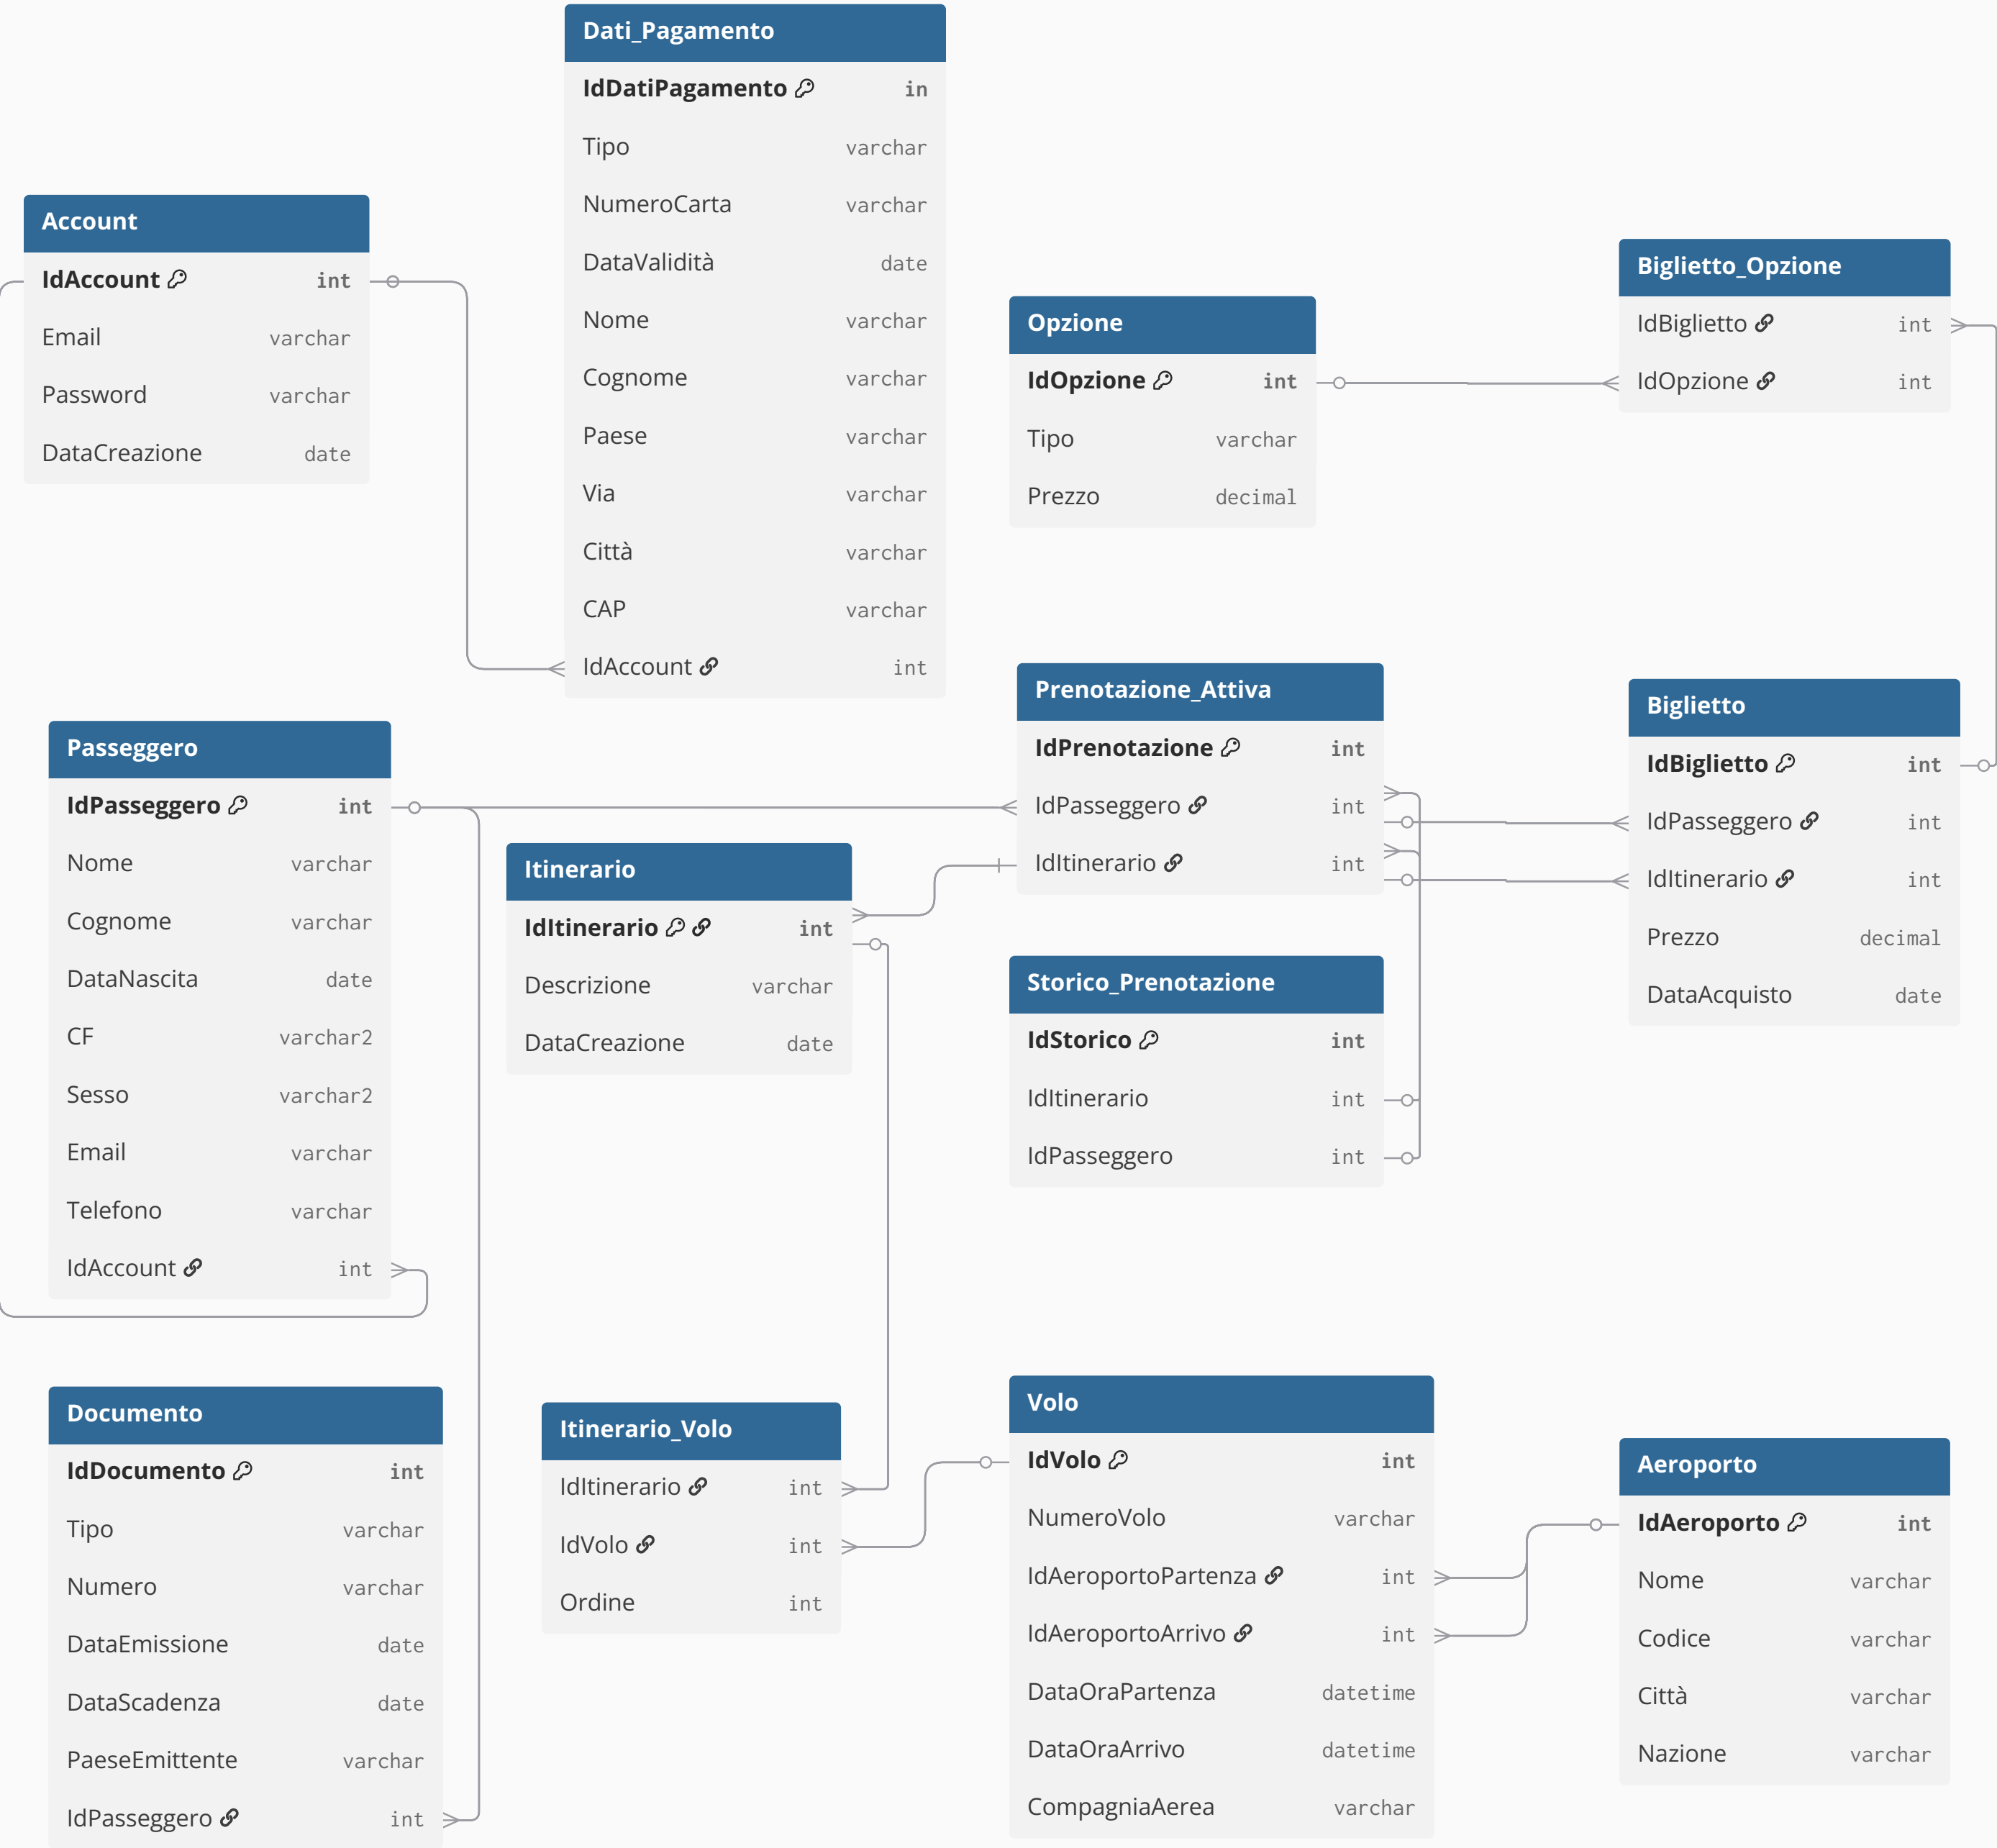 Dati_Pagamento
IdDatiPagamento in
Tipo varchar
NumeroCarta varchar
DataValidità date
Nome varchar
Cognome varchar
Paese varchar
Via varchar
Città varchar
CAP varchar
IdAccount int
Account
IdAccount int
Email varchar
Password varchar
DataCreazione date
Opzione
IdOpzione int
Tipo varchar
Prezzo decimal
Biglietto_Opzione
IdBiglietto int
IdOpzione int
Passeggero
IdPasseggero int
Nome varchar
Cognome varchar
DataNascita date
CF varchar2
Sesso varchar2
Email varchar
Telefono varchar
IdAccount int
Itinerario
IdItinerario int
Descrizione varchar
DataCreazione date
Prenotazione_Attiva
IdPrenotazione int
IdPasseggero int
IdItinerario int
Biglietto
IdBiglietto int
IdPasseggero int
IdItinerario int
Prezzo decimal
DataAcquisto date
Storico_Prenotazione
IdStorico int
IdItinerario int
IdPasseggero int
Documento
IdDocumento int
Tipo varchar
Numero varchar
DataEmissione date
DataScadenza date
PaeseEmittente varchar
IdPasseggero int
Itinerario_Volo
IdItinerario int
IdVolo int
Ordine int
Volo
IdVolo int
NumeroVolo varchar
IdAeroportoPartenza int
IdAeroportoArrivo int
DataOraPartenza datetime
DataOraArrivo datetime
CompagniaAerea varchar
Aeroporto
IdAeroporto int
Nome varchar
Codice varchar
Città varchar
Nazione varchar